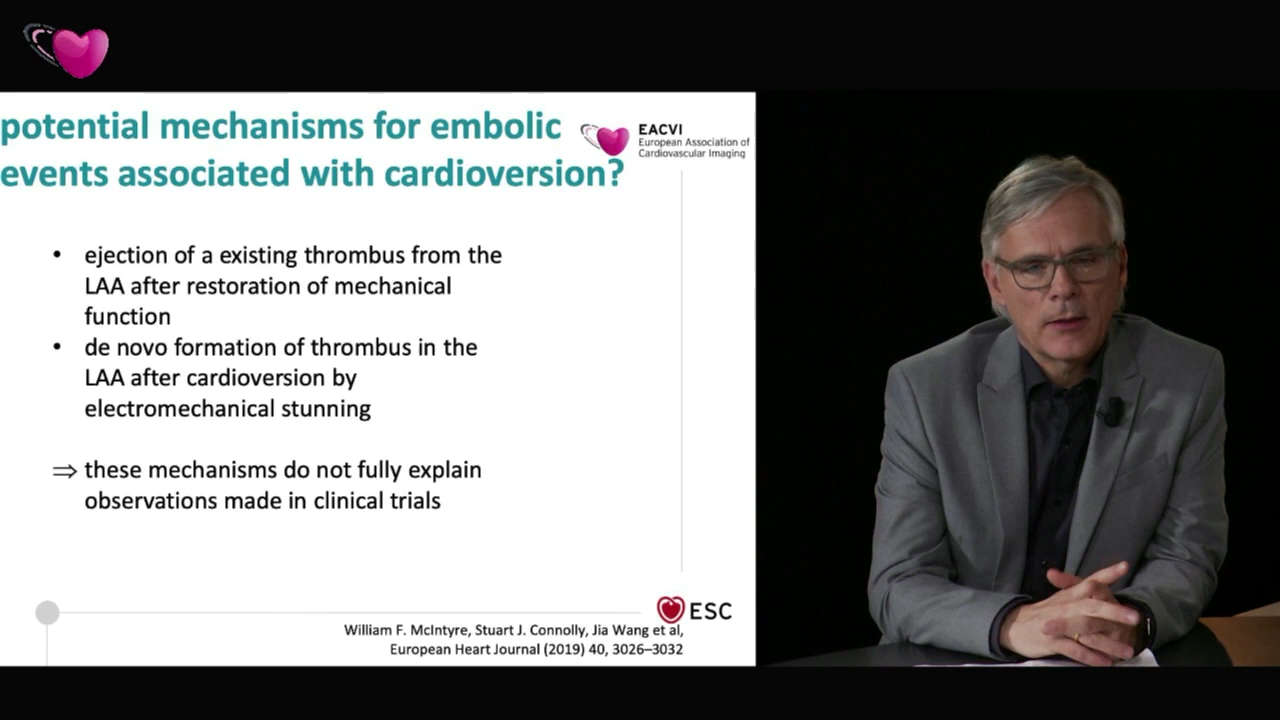 potential mechanisms for embolic
events associated with cardioversion?
EACVI
European Association of
Cardiovascular Imaging
• ejection of a existing thrombus from the
LAA after restoration of mechanical
function
• de novo formation of thrombus in the
LAA after cardioversion by
electromechanical stunning
⇒ these mechanisms do not fully explain
observations made in clinical trials
ESC
William F. McIntyre, Stuart J. Connolly, Jia Wang et al,
European Heart Journal (2019) 40, 3026–3032